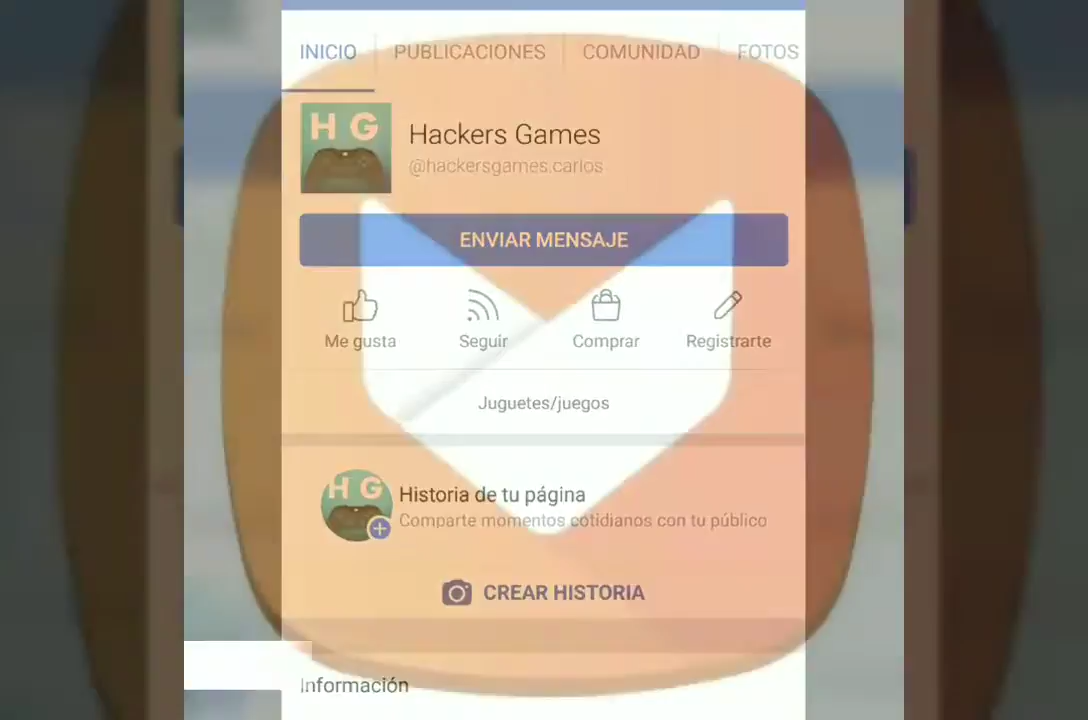 INICIO PUBLICACIONES COMUNIDAD FOTOS
H G
Hackers Games
@hackersgames.carlos
ENVIAR MENSAJE
Me gusta Seguir Comprar Registrarte
Juguetes/juegos
H G
Historia de tu página
Comparte momentos cotidianos con tu público
CREAR HISTORIA
Información